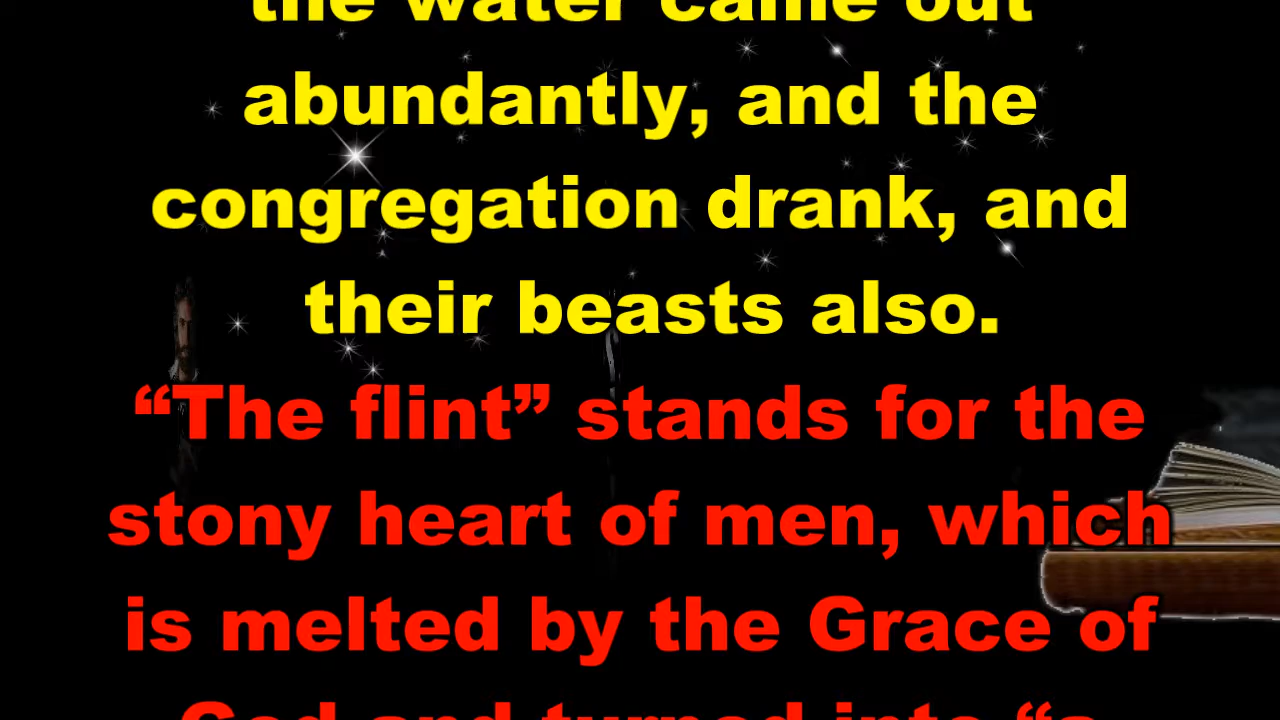 the water came out
abundantly, and the
congregation drank, and
their beasts also.
“The flint” stands for the
stony heart of men, which
is melted by the Grace of
God and turned into “a